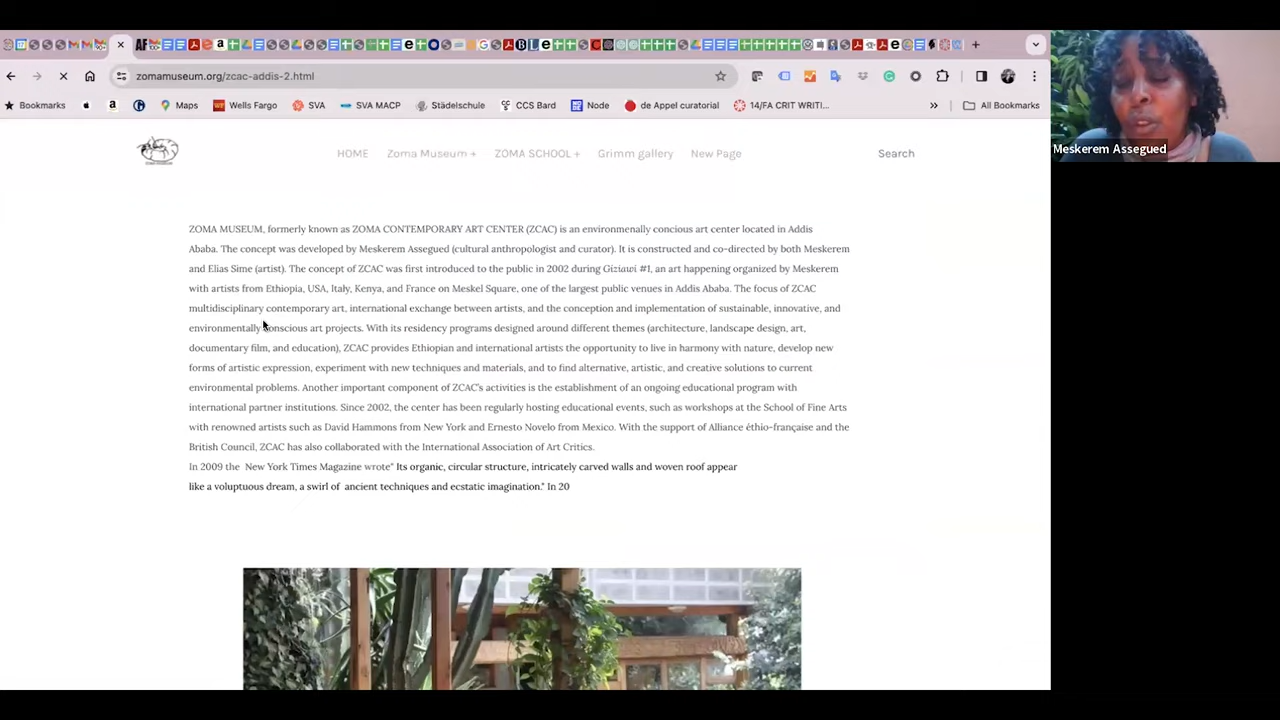 zomamuseum.org/zcac-addis-2.html
Bookmarks
Maps
Wells Fargo
SVA
SVA MACP
Städelschule
CCS Bard
Node
de Appel curatorial
14/FA CRIT WRITI...
»
All Bookmarks
Meskerem Assegued
HOME
Zoma Museum +
ZOMA SCHOOL +
Grimm gallery
New Page
Search
ZOMA MUSEUM, formerly known as ZOMA CONTEMPORARY ART CENTER (ZCAC) is an environmenally concious art center located in Addis
Ababa. The concept was developed by Meskerem Assegued (cultural anthropologist and curator). It is constructed and co-directed by both Meskerem
and Elias Sime (artist). The concept of ZCAC was first introduced to the public in 2002 during Giziawi #1, an art happening organized by Meskerem
with artists from Ethiopia, USA, Italy, Kenya, and France on Meskel Square, one of the largest public venues in Addis Ababa. The focus of ZCAC
multidisciplinary contemporary art, international exchange between artists, and the conception and implementation of sustainable, innovative, and
environmentally conscious art projects. With its residency programs designed around different themes (architecture, landscape design, art,
documentary film, and education), ZCAC provides Ethiopian and international artists the opportunity to live in harmony with nature, develop new
forms of artistic expression, experiment with new techniques and materials, and to find alternative, artistic, and creative solutions to current
environmental problems. Another important component of ZCAC's activities is the establishment of an ongoing educational program with
international partner institutions. Since 2002, the center has been regularly hosting educational events, such as workshops at the School of Fine Arts
with renowned artists such as David Hammons from New York and Ernesto Novelo from Mexico. With the support of Alliance éthio-française and the
British Council, ZCAC has also collaborated with the International Association of Art Critics.
In 2009 the New York Times Magazine wrote" Its organic, circular structure, intricately carved walls and woven roof appear
like a voluptuous dream, a swirl of ancient techniques and ecstatic imagination." In 20